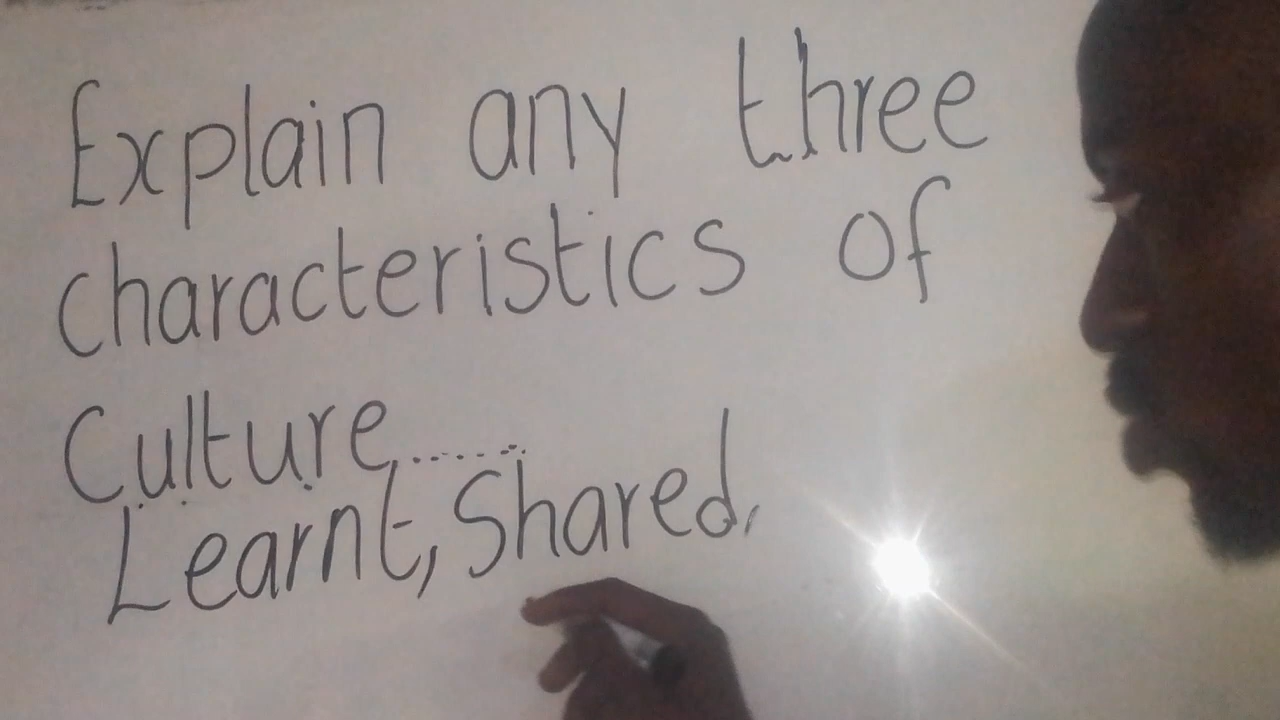 Explain any three
characteristics of
Culture.......
Learnt, Shared,